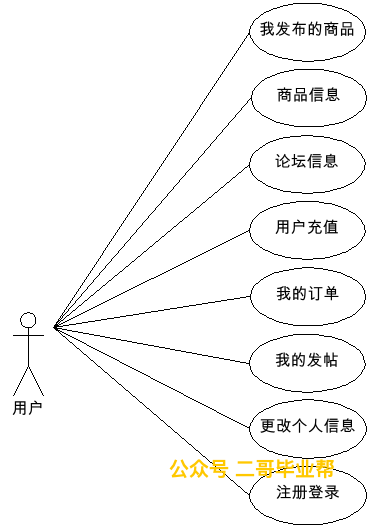 我发布的商品
商品信息
论坛信息
用户充值
我的订单
我的发帖
用户
更改个人信息
公众号 二哥毕业帮
注册登录